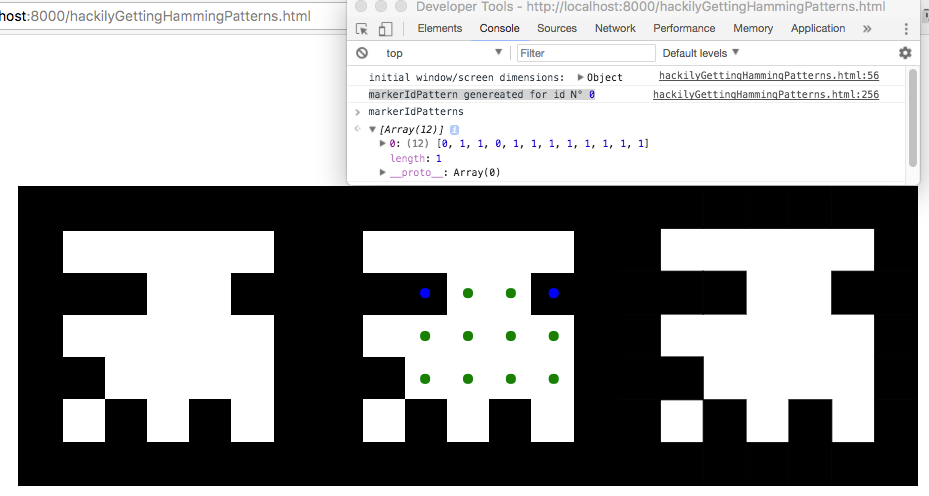 Developer Tools - http://localhost:8000/hackilyGettingHammingPatterns.html
host:8000/hackilyGettingHammingPatterns.html
Elements Console Sources Network Performance Memory Application »
top Filter Default levels
initial window/screen dimensions: Object hackilyGettingHammingPatterns.html:56
markerIdPattern genereated for id N° 0 hackilyGettingHammingPatterns.html:256
markerIdPatterns
[Array(12)]
0: (12) [0, 1, 1, 0, 1, 1, 1, 1, 1, 1, 1, 1]
length: 1
__proto__: Array(0)